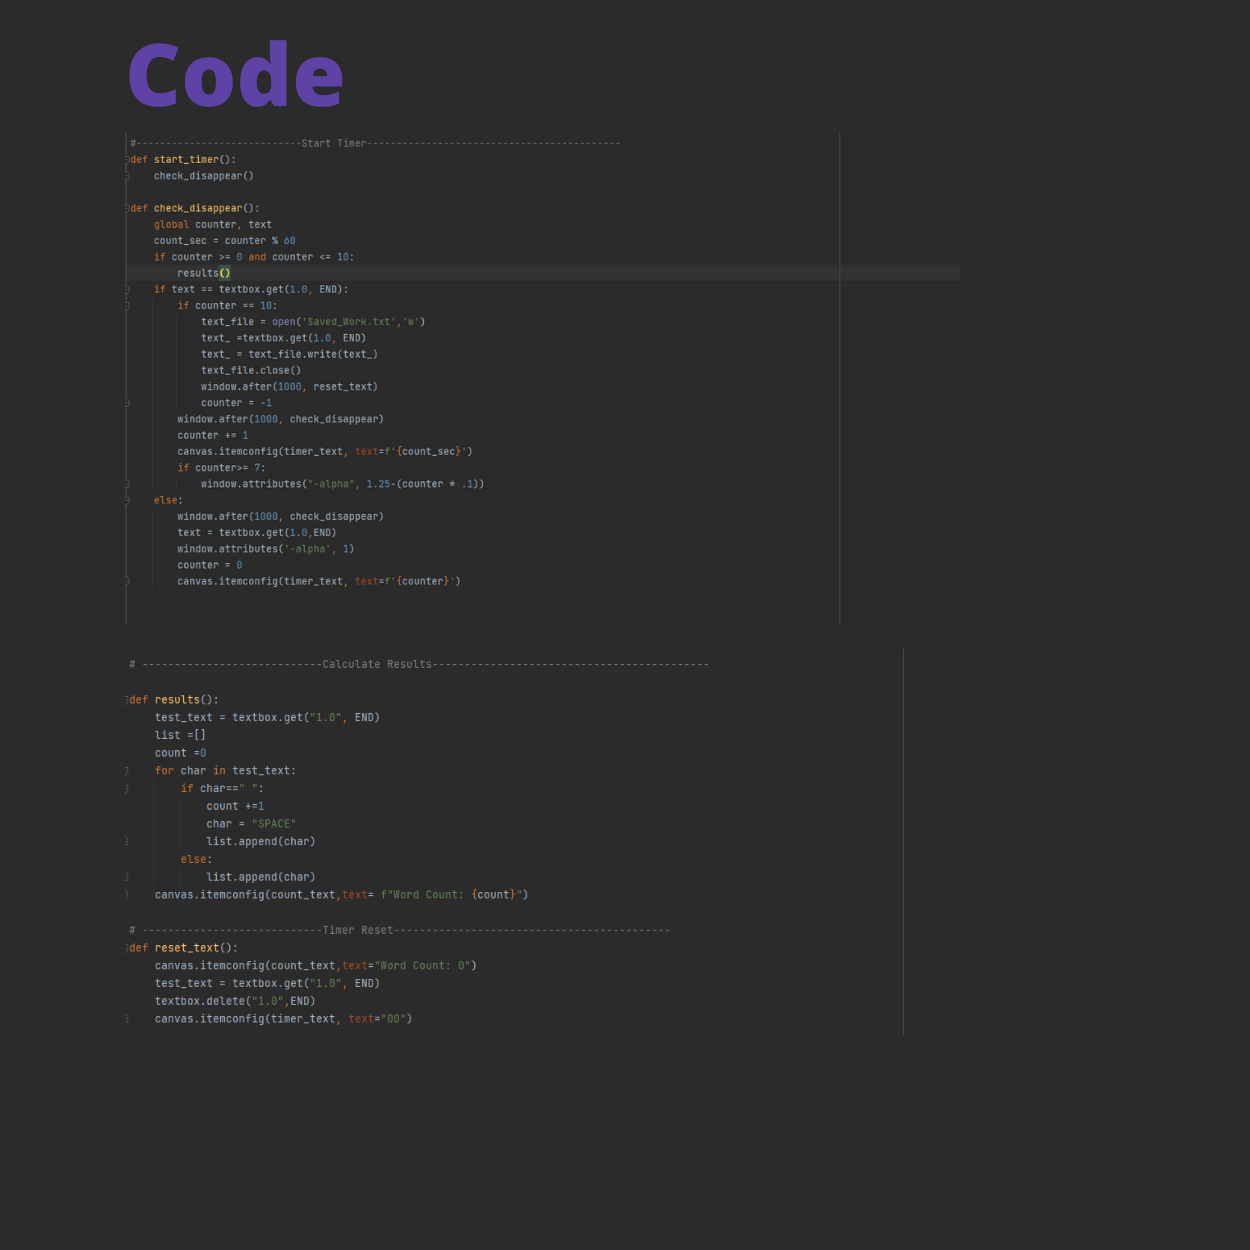 Code
#----------------------------Start Timer-------------------------------------------
def start_timer():
    check_disappear()
def check_disappear():
    global counter, text
    count_sec = counter % 60
    if counter >= 0 and counter <= 10:
        results()
    if text == textbox.get(1.0, END):
        if counter == 10:
            text_file = open('Saved_Work.txt','w')
            text_ =textbox.get(1.0, END)
            text_ = text_file.write(text_)
            text_file.close()
            window.after(1000, reset_text)
            counter = -1
        window.after(1000, check_disappear)
        counter += 1
        canvas.itemconfig(timer_text, text=f'{count_sec}')
        if counter>= 7:
            window.attributes("-alpha", 1.25-(counter * .1))
    else:
        window.after(1000, check_disappear)
        text = textbox.get(1.0,END)
        window.attributes('-alpha', 1)
        counter = 0
        canvas.itemconfig(timer_text, text=f'{counter}')
# ----------------------------Calculate Results-------------------------------------------
def results():
    test_text = textbox.get("1.0", END)
    list =[]
    count =0
    for char in test_text:
        if char==" ":
            count +=1
            char = "SPACE"
            list.append(char)
        else:
            list.append(char)
    canvas.itemconfig(count_text,text= f"Word Count: {count}")
# ----------------------------Timer Reset-------------------------------------------
def reset_text():
    canvas.itemconfig(count_text,text="Word Count: 0")
    test_text = textbox.get("1.0", END)
    textbox.delete("1.0",END)
    canvas.itemconfig(timer_text, text="00")